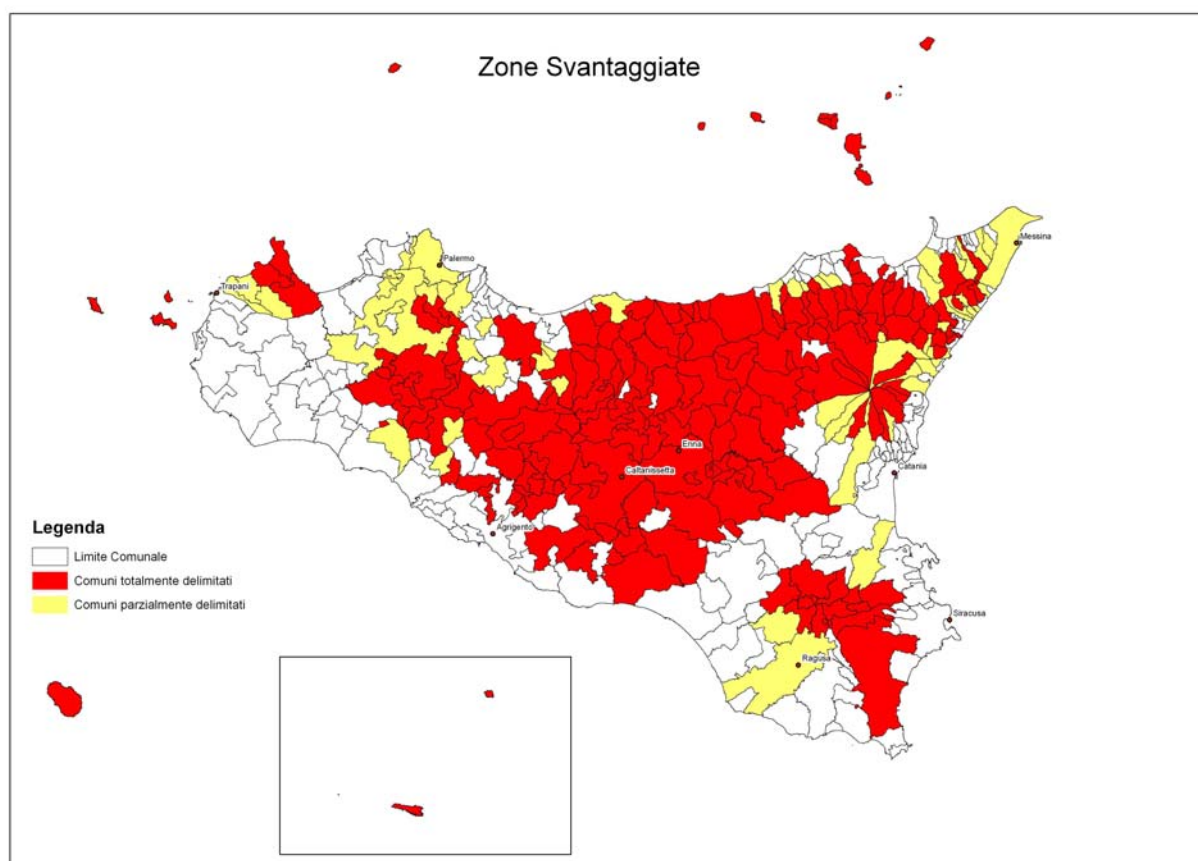 Zone Svantaggiate
Messina
Palermo
Trapani
Enna
Catania
Caltanissetta
Agrigento
Siracusa
Ragusa
Legenda
Limite Comunale
Comuni totalmente delimitati
Comuni parzialmente delimitati